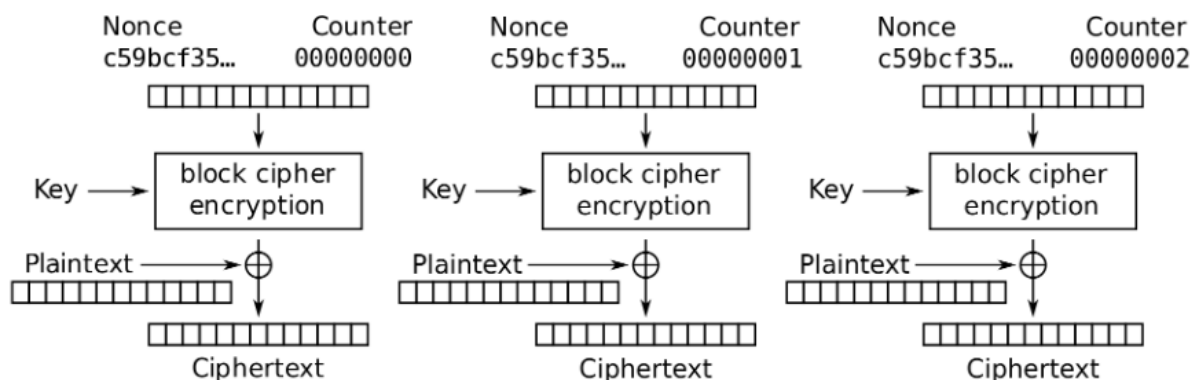 Nonce Counter Nonce Counter Nonce Counter
c59bcf35… 00000000 c59bcf35… 00000001 c59bcf35… 00000002
block cipher block cipher block cipher
Key Key Key
encryption encryption encryption
Plaintext Plaintext Plaintext
Ciphertext Ciphertext Ciphertext